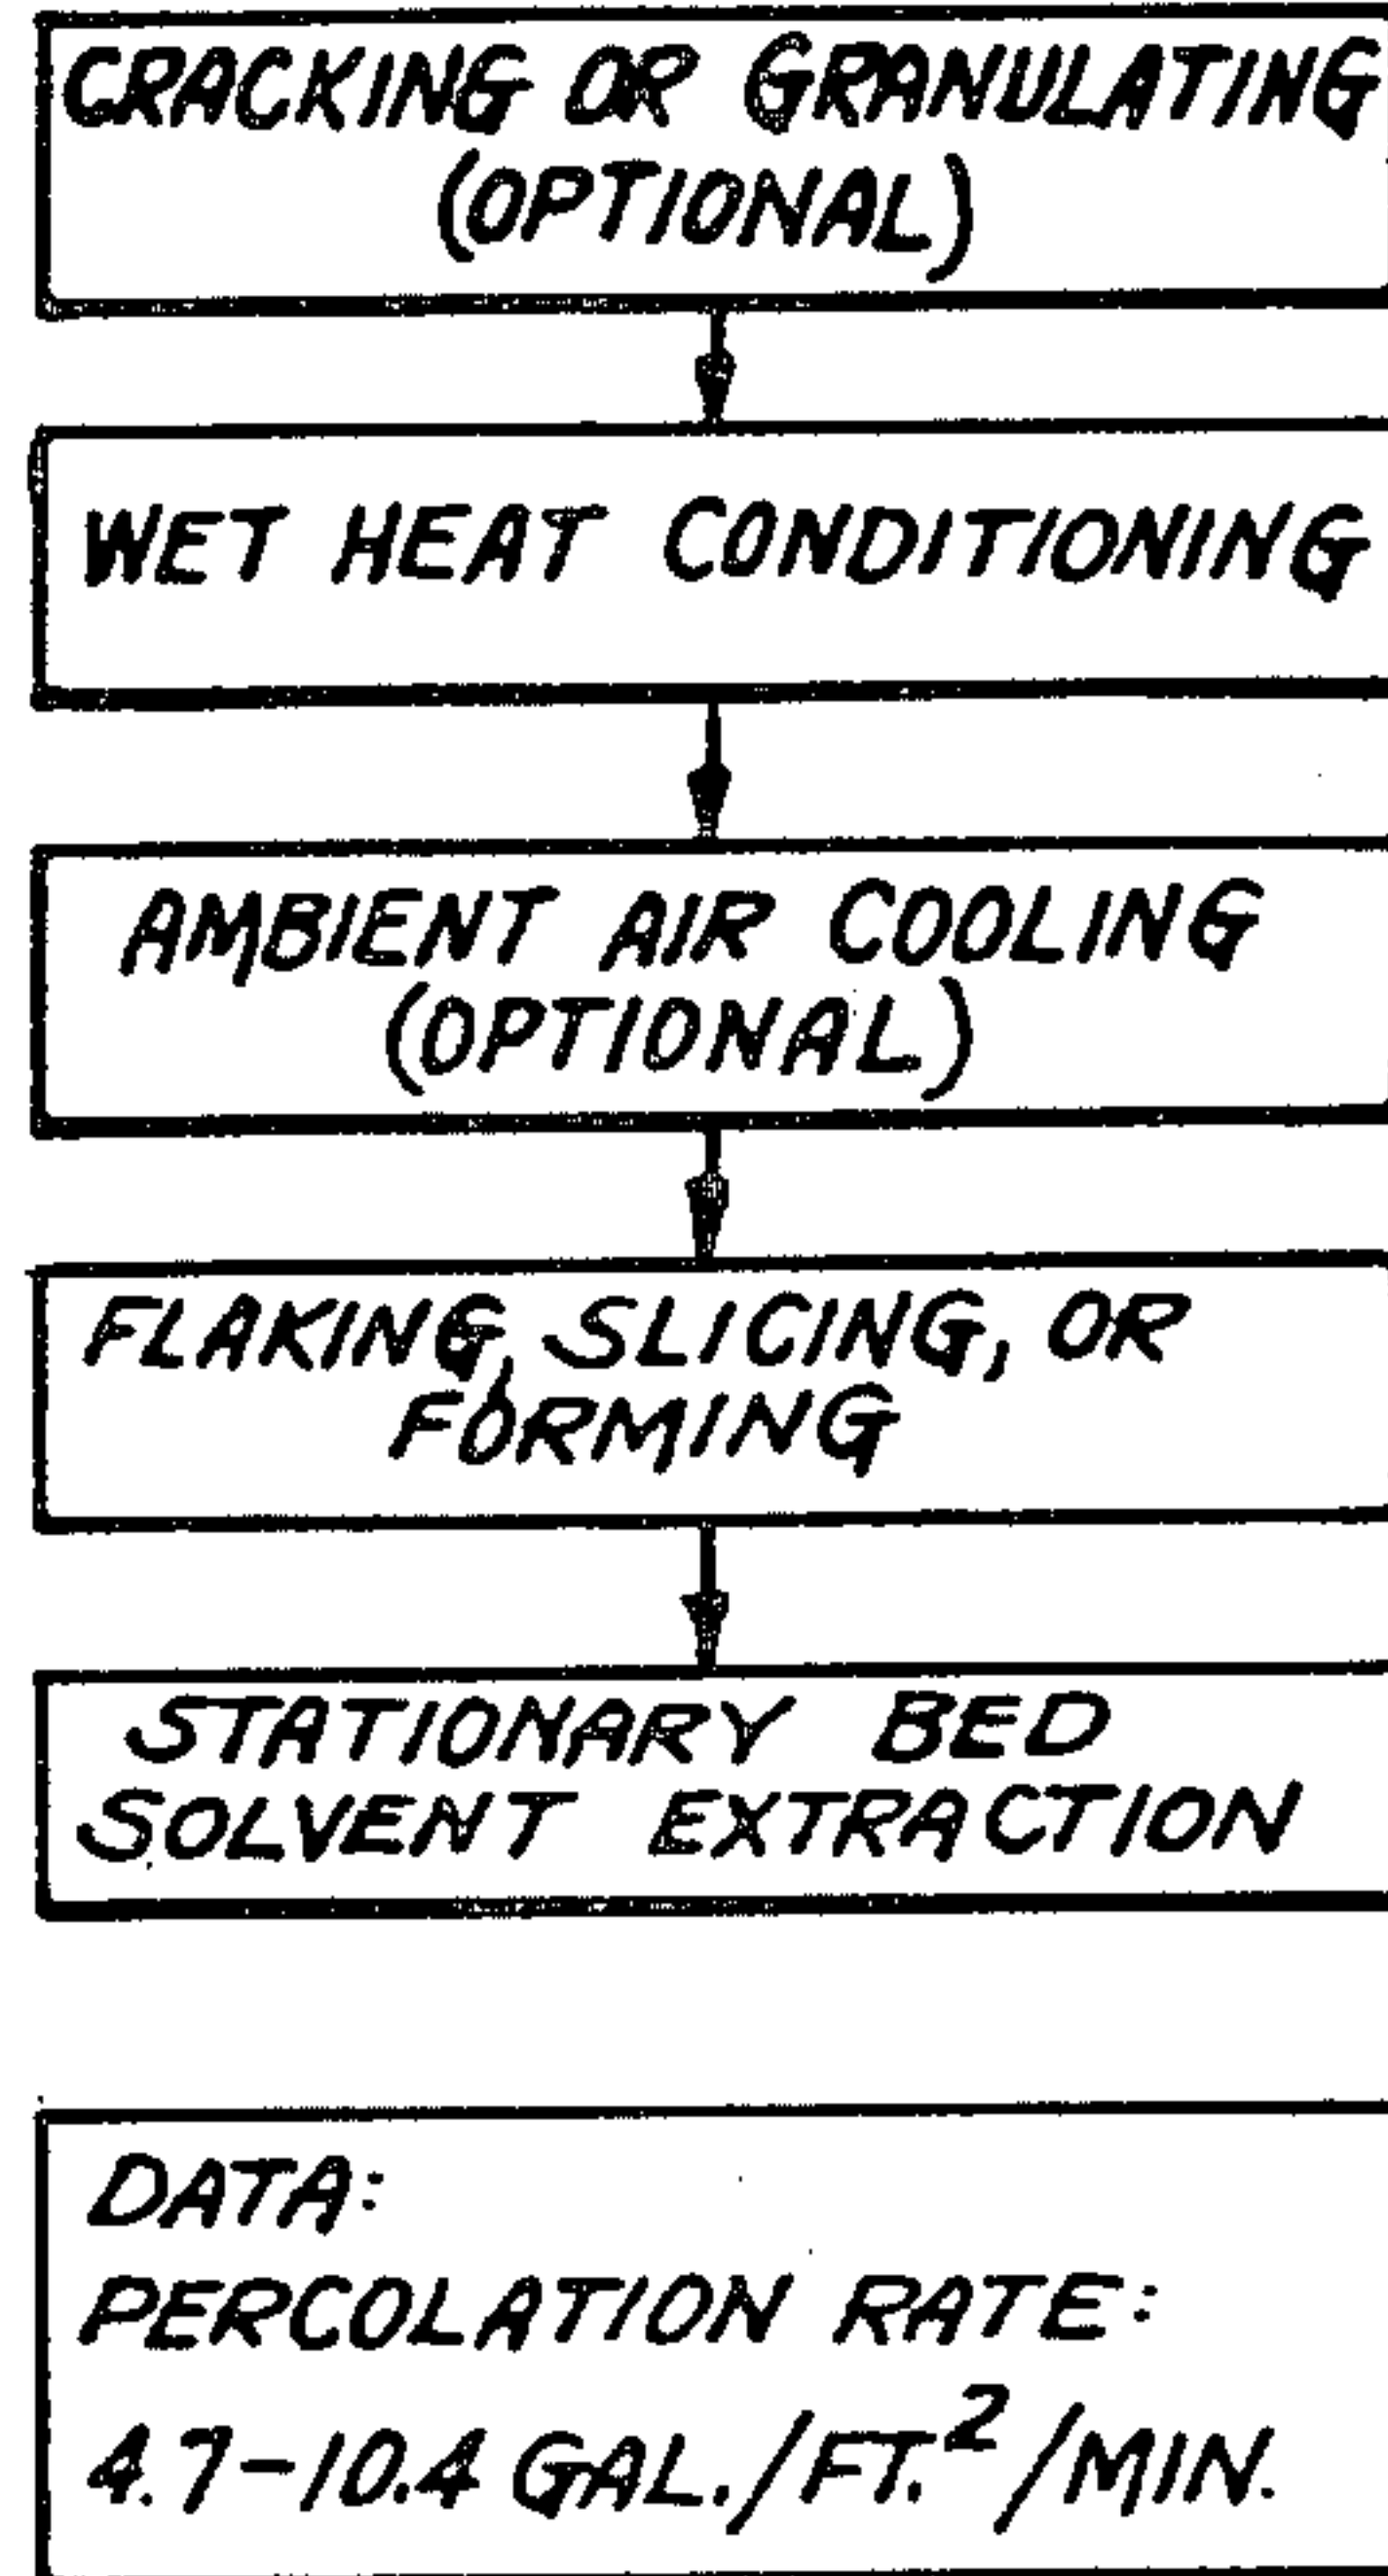 CRACKING OR GRANULATING
(OPTIONAL)
WET HEAT CONDITIONING
AMBIENT AIR COOLING
(OPTIONAL)
FLAKING, SLICING, OR
FORMING
STATIONARY BED
SOLVENT EXTRACTION
DATA:
PERCOLATION RATE:
4.7-10.4 GAL./FT.² /MIN.